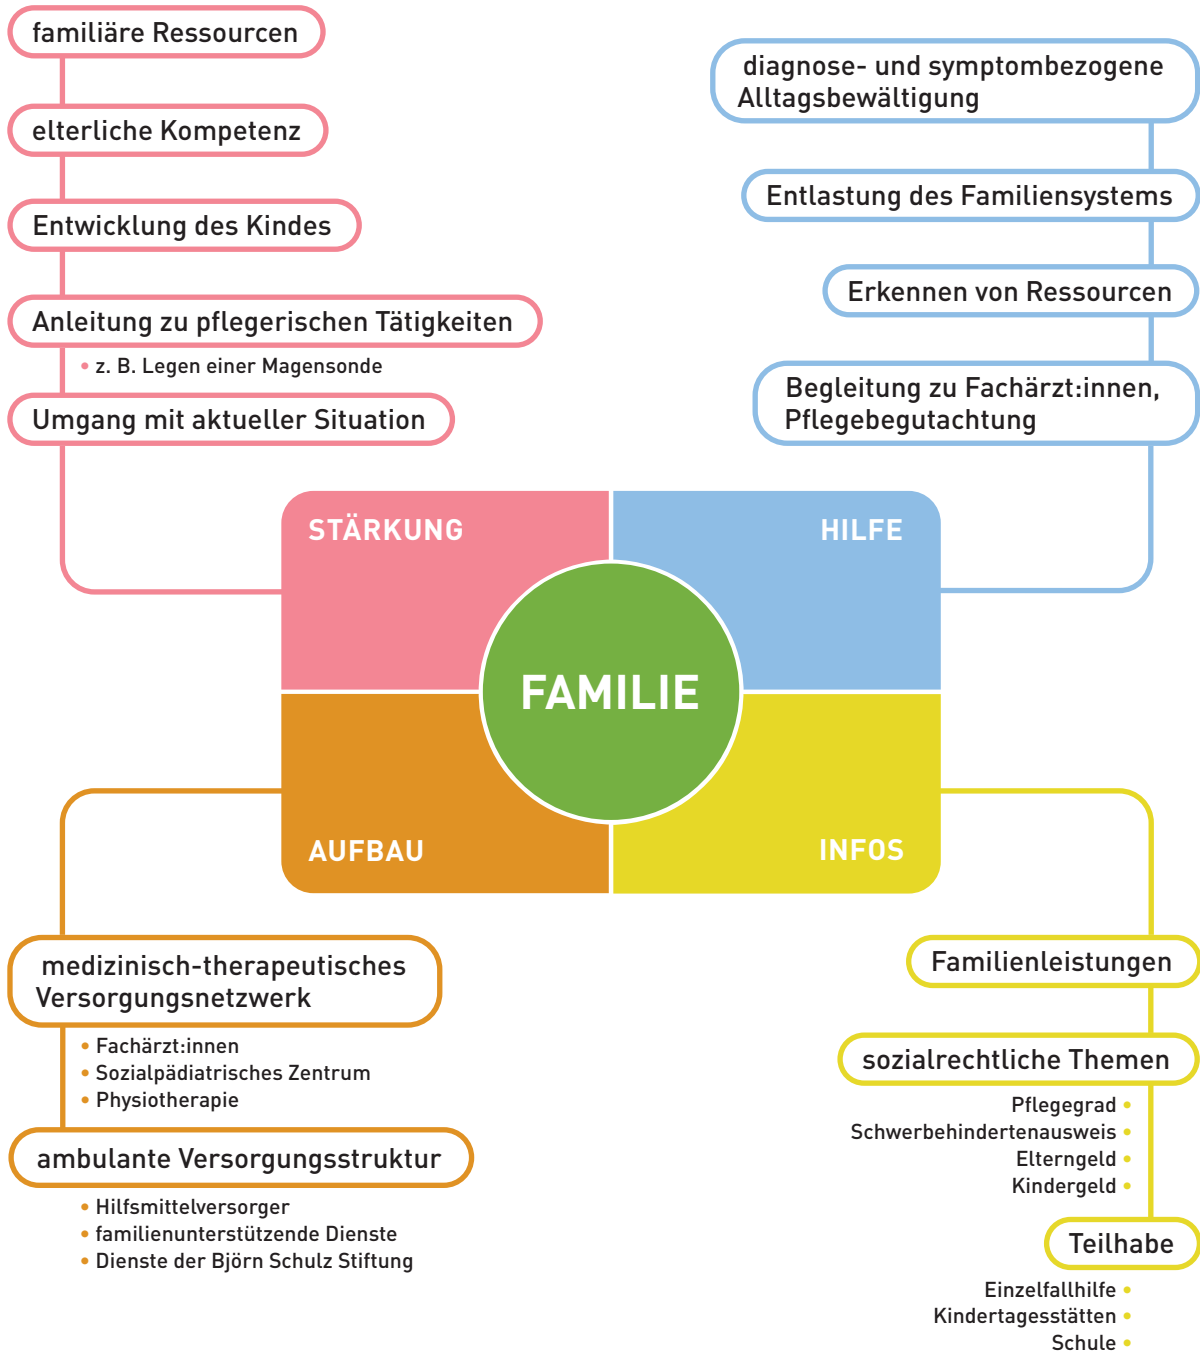 familiäre Ressourcen
elterliche Kompetenz
Entwicklung des Kindes
Anleitung zu pflegerischen Tätigkeiten
• z. B. Legen einer Magensonde
Umgang mit aktueller Situation
diagnose- und symptombezogene
Alltagsbewältigung
Entlastung des Familiensystems
Erkennen von Ressourcen
Begleitung zu Fachärzt:innen,
Pflegebegutachtung
STÄRKUNG
HILFE
FAMILIE
AUFBAU
INFOS
medizinisch-therapeutisches
Versorgungsnetzwerk
• Fachärzt:innen
• Sozialpädiatrisches Zentrum
• Physiotherapie
ambulante Versorgungsstruktur
• Hilfsmittelversorger
• familienunterstützende Dienste
• Dienste der Björn Schulz Stiftung
Familienleistungen
sozialrechtliche Themen
Pflegegrad •
Schwerbehindertenausweis •
Elterngeld •
Kindergeld •
Teilhabe
Einzelfallhilfe •
Kindertagesstätten •
Schule •